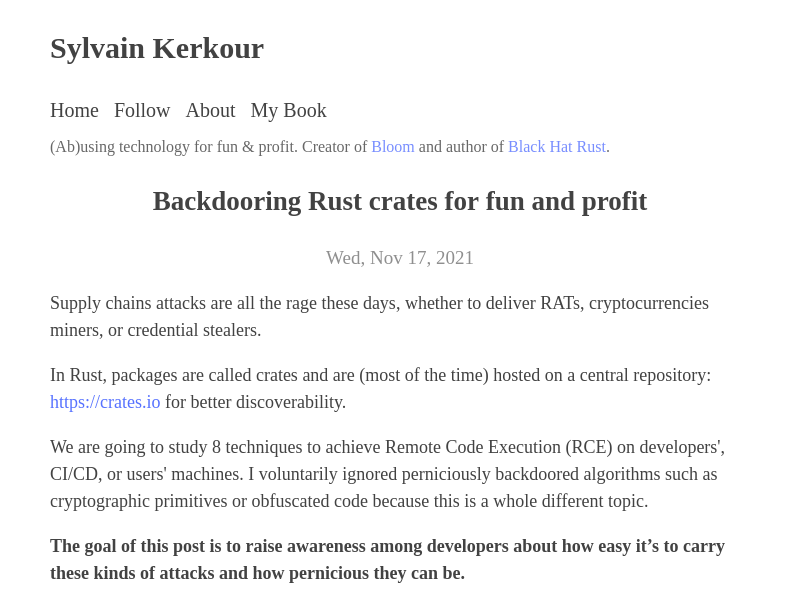 Sylvain Kerkour
Home Follow About My Book
(Ab)using technology for fun & profit. Creator of Bloom and author of Black Hat Rust.
Backdooring Rust crates for fun and profit
Wed, Nov 17, 2021
Supply chains attacks are all the rage these days, whether to deliver RATs, cryptocurrencies
miners, or credential stealers.
In Rust, packages are called crates and are (most of the time) hosted on a central repository:
https://crates.io for better discoverability.
We are going to study 8 techniques to achieve Remote Code Execution (RCE) on developers',
CI/CD, or users' machines. I voluntarily ignored perniciously backdoored algorithms such as
cryptographic primitives or obfuscated code because this is a whole different topic.
The goal of this post is to raise awareness among developers about how easy it’s to carry
these kinds of attacks and how pernicious they can be.